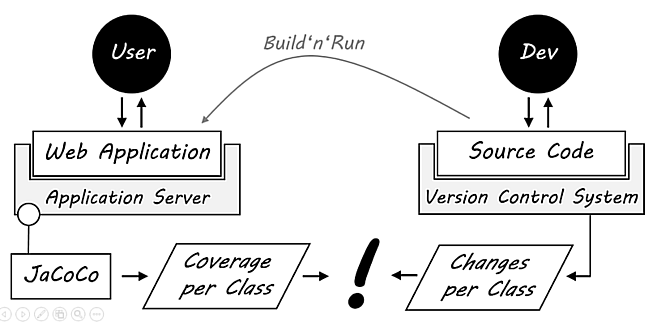 User
Build'n'Run
Dev
Web Application
Application Server
Source Code
Version Control System
JaCoCo
Coverage
per Class
!
Changes
per Class